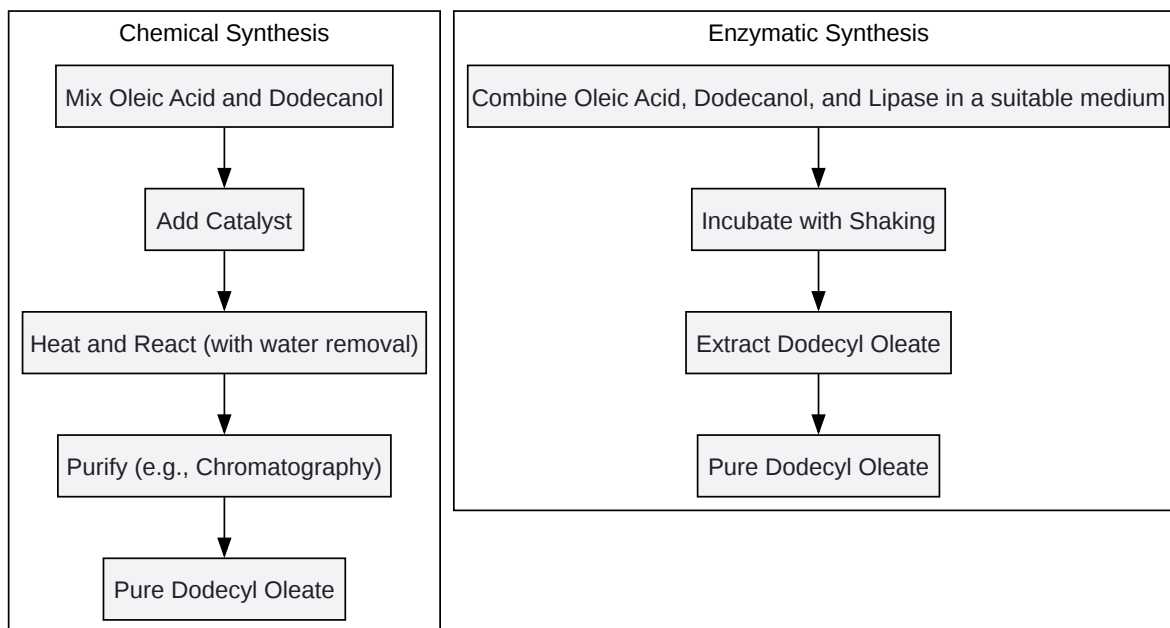 Chemical Synthesis
Mix Oleic Acid and Dodecanol
Add Catalyst
Heat and React (with water removal)
Purify (e.g., Chromatography)
Pure Dodecyl Oleate
Enzymatic Synthesis
Combine Oleic Acid, Dodecanol, and Lipase in a suitable medium
Incubate with Shaking
Extract Dodecyl Oleate
Pure Dodecyl Oleate